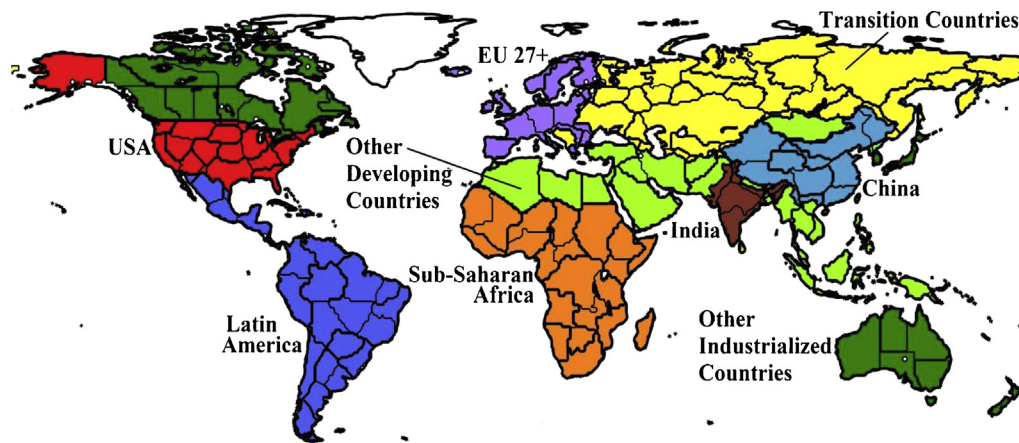 Transition Countries
EU 27+
USA
Other
Developing
Countries
China
India
Sub-Saharan
Africa
Latin
America
Other
Industrialized
Countries